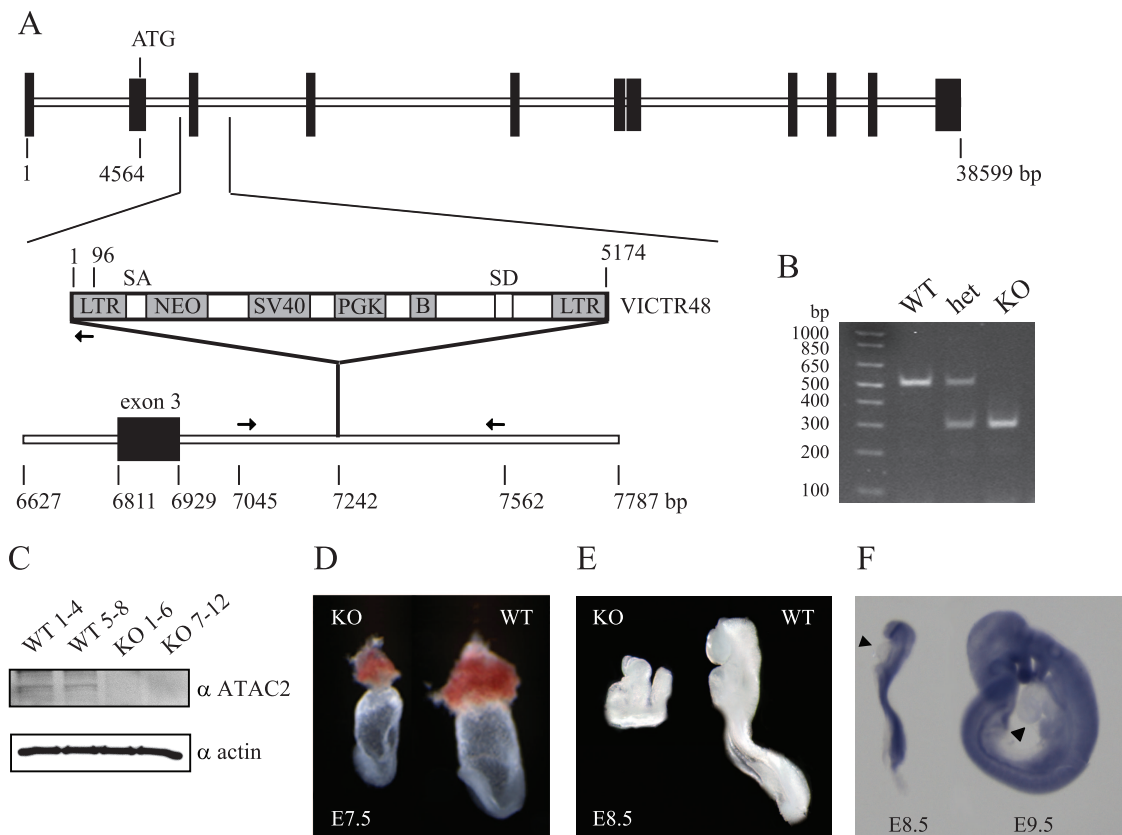 A
ATG
1
4564
38599 bp
1
96
5174
SA
SD
LTR
NEO
SV40
PGK
B
LTR
VICTR48
exon 3
6627
6811
6929
7045
7242
7562
7787 bp
B
WT
het
KO
bp
1000
850
650
500
400
300
200
100
C
WT 1-4
WT 5-8
KO 1-6
KO 7-12
α ATAC2
α actin
D
KO
WT
E7.5
E
KO
WT
E8.5
F
E8.5
E9.5